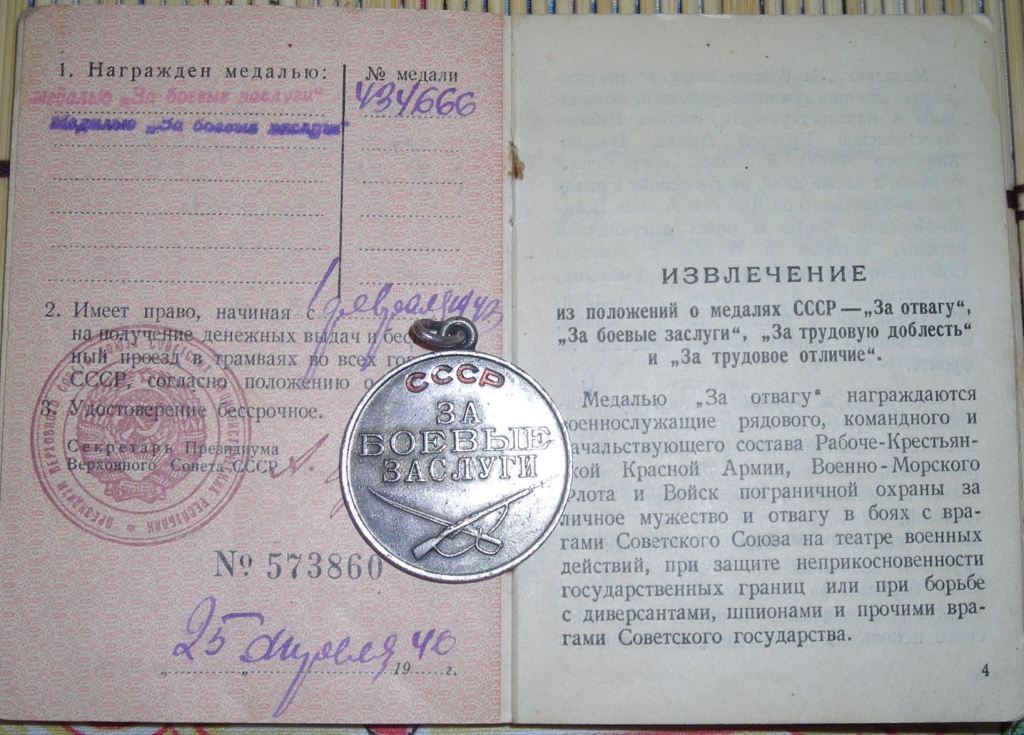 1. Награжден медалью:
№ медали
медалью „За боевые заслуги"
434666
Медалью „За боевые заслуги"
2. Имеет право, начиная с
1 февраля 1943
на получение денежных выдач и бес
ный проезд в трамваях во всех го
СССР, согласно положению о
3. Удостоверение бессрочное.
Секретарь Президиума
Верховного Совета СССР
№ 573860
25 апреля 1946 г.
СССР
ЗА
БОЕВЫЕ
ЗАСЛУГИ
ИЗВЛЕЧЕНИЕ
из положений о медалях СССР — „За отвагу",
„За боевые заслуги", „За трудовую доблесть"
и „За трудовое отличие".
Медалью „За отвагу" награждаются
военнослужащие рядового, командного и
начальствующего состава Рабоче-Крестьян-
ской Красной Армии, Военно-Морского
Флота и Войск пограничной охраны за
личное мужество и отвагу в боях с вра-
гами Советского Союза на театре военных
действий, при защите неприкосновенности
государственных границ или при борьбе
с диверсантами, шпионами и прочими вра-
гами Советского государства.
4